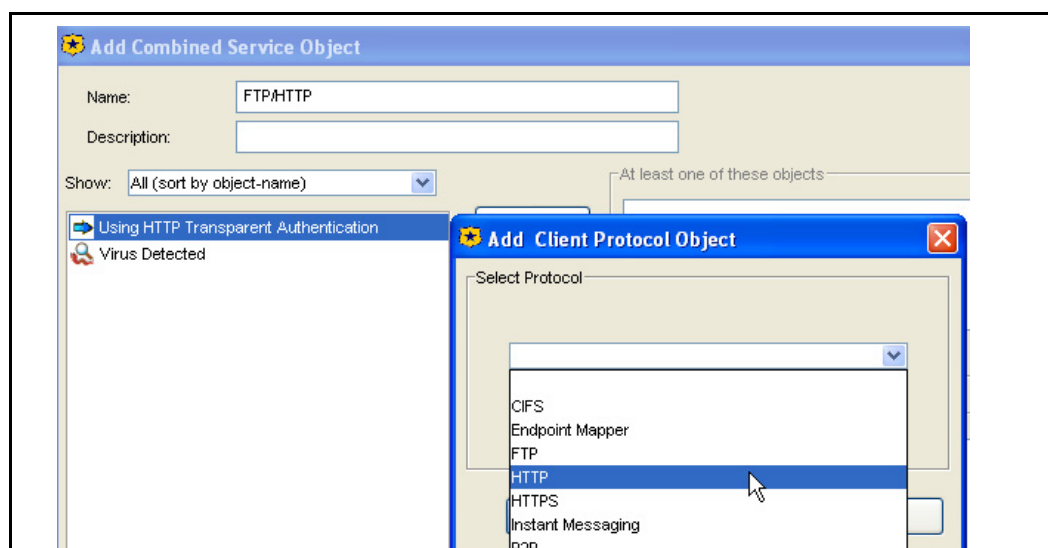 Add Combined Service Object
Name: FTP/HTTP
Description:
Show: All (sort by object-name)
At least one of these objects
Using HTTP Transparent Authentication
Virus Detected
Add Client Protocol Object
Select Protocol
CIFS
Endpoint Mapper
FTP
HTTP
HTTPS
Instant Messaging
P2P